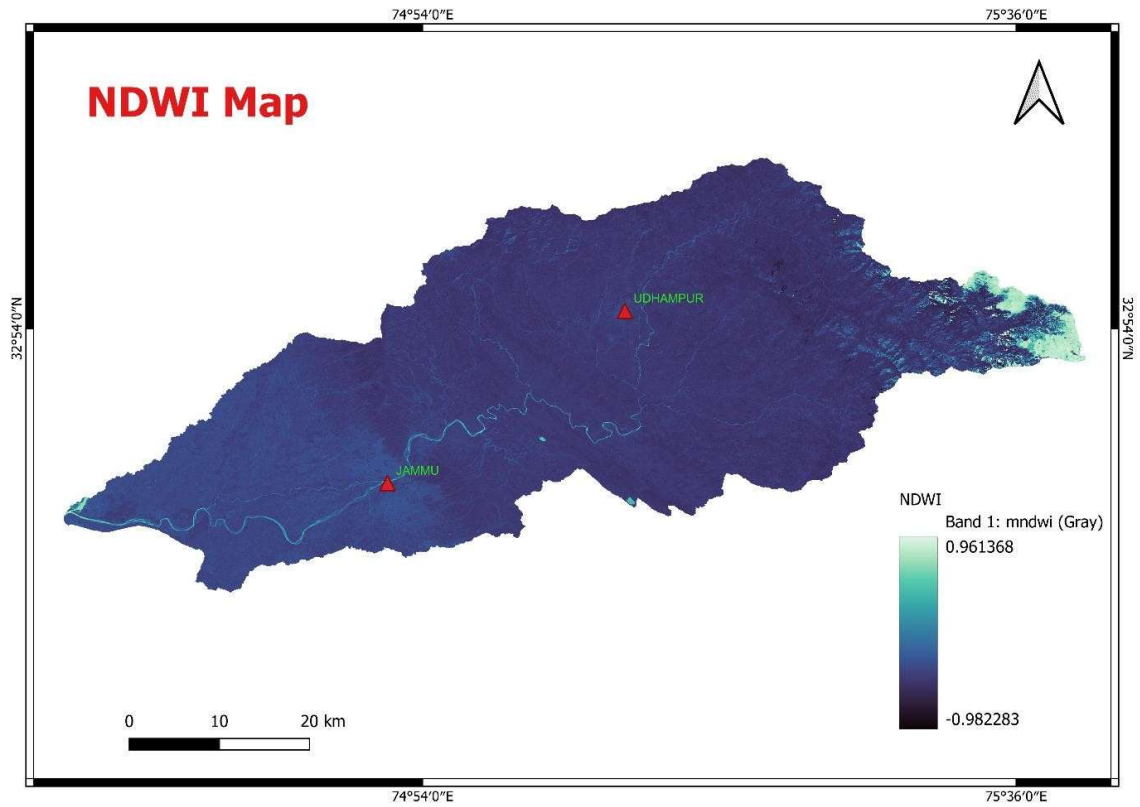 74°54′0″E
75°36′0″E
NDWI Map
32°54′0″N
32°54′0″N
UDHAMPUR
JAMMU
NDWI
Band 1: mndwi (Gray)
0.961368
-0.982283
0 10 20 km
74°54′0″E
75°36′0″E